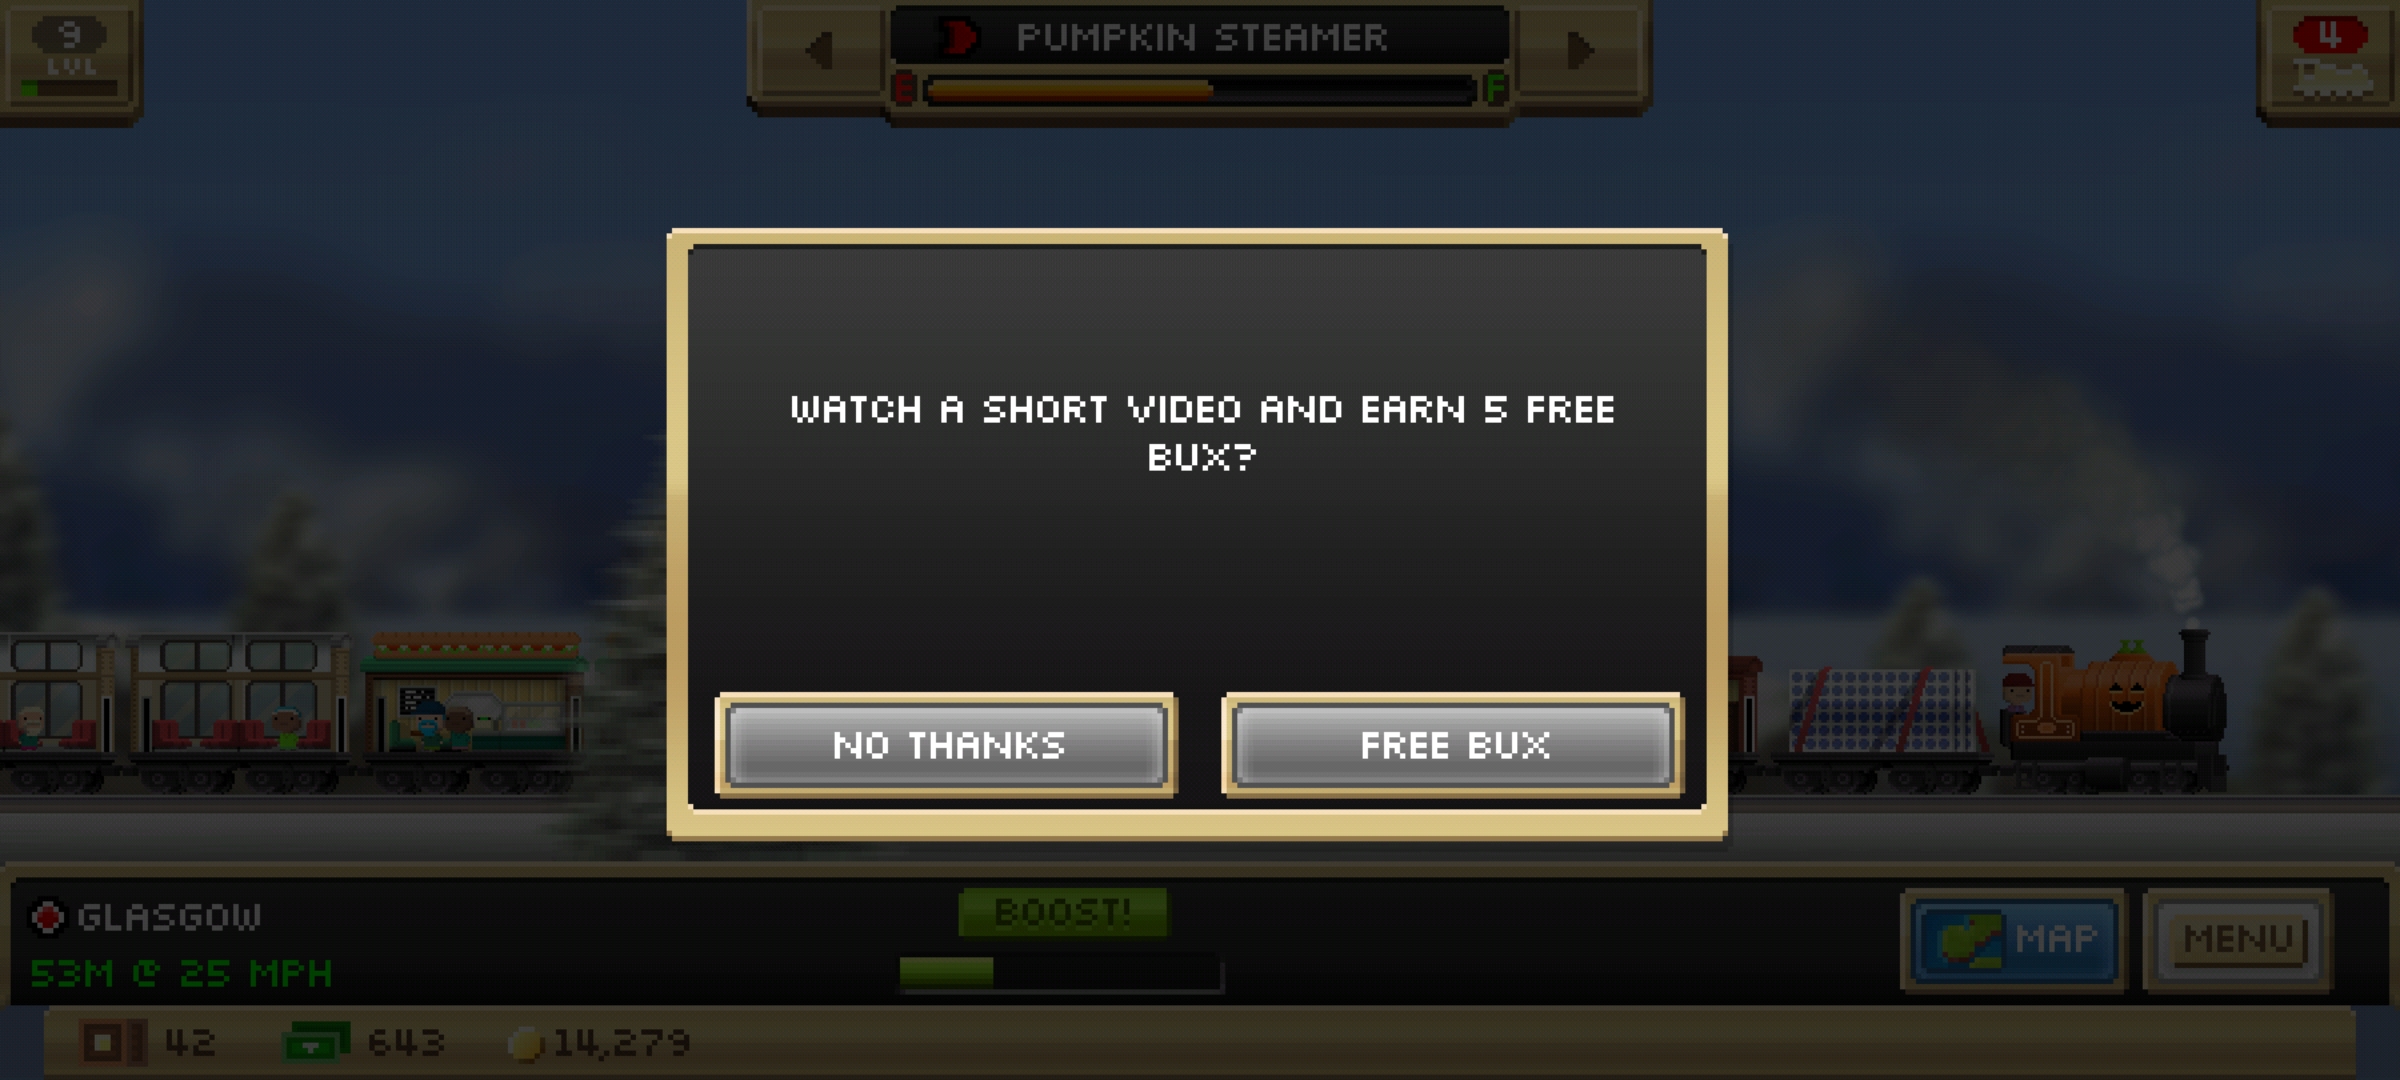 9
LVL
PUMPKIN STEAMER
E
F
4
WATCH A SHORT VIDEO AND EARN 5 FREE
BUX?
NO THANKS
FREE BUX
GLASGOW
53M @ 25 MPH
BOOST!
MAP
MENU
42
643
14,279